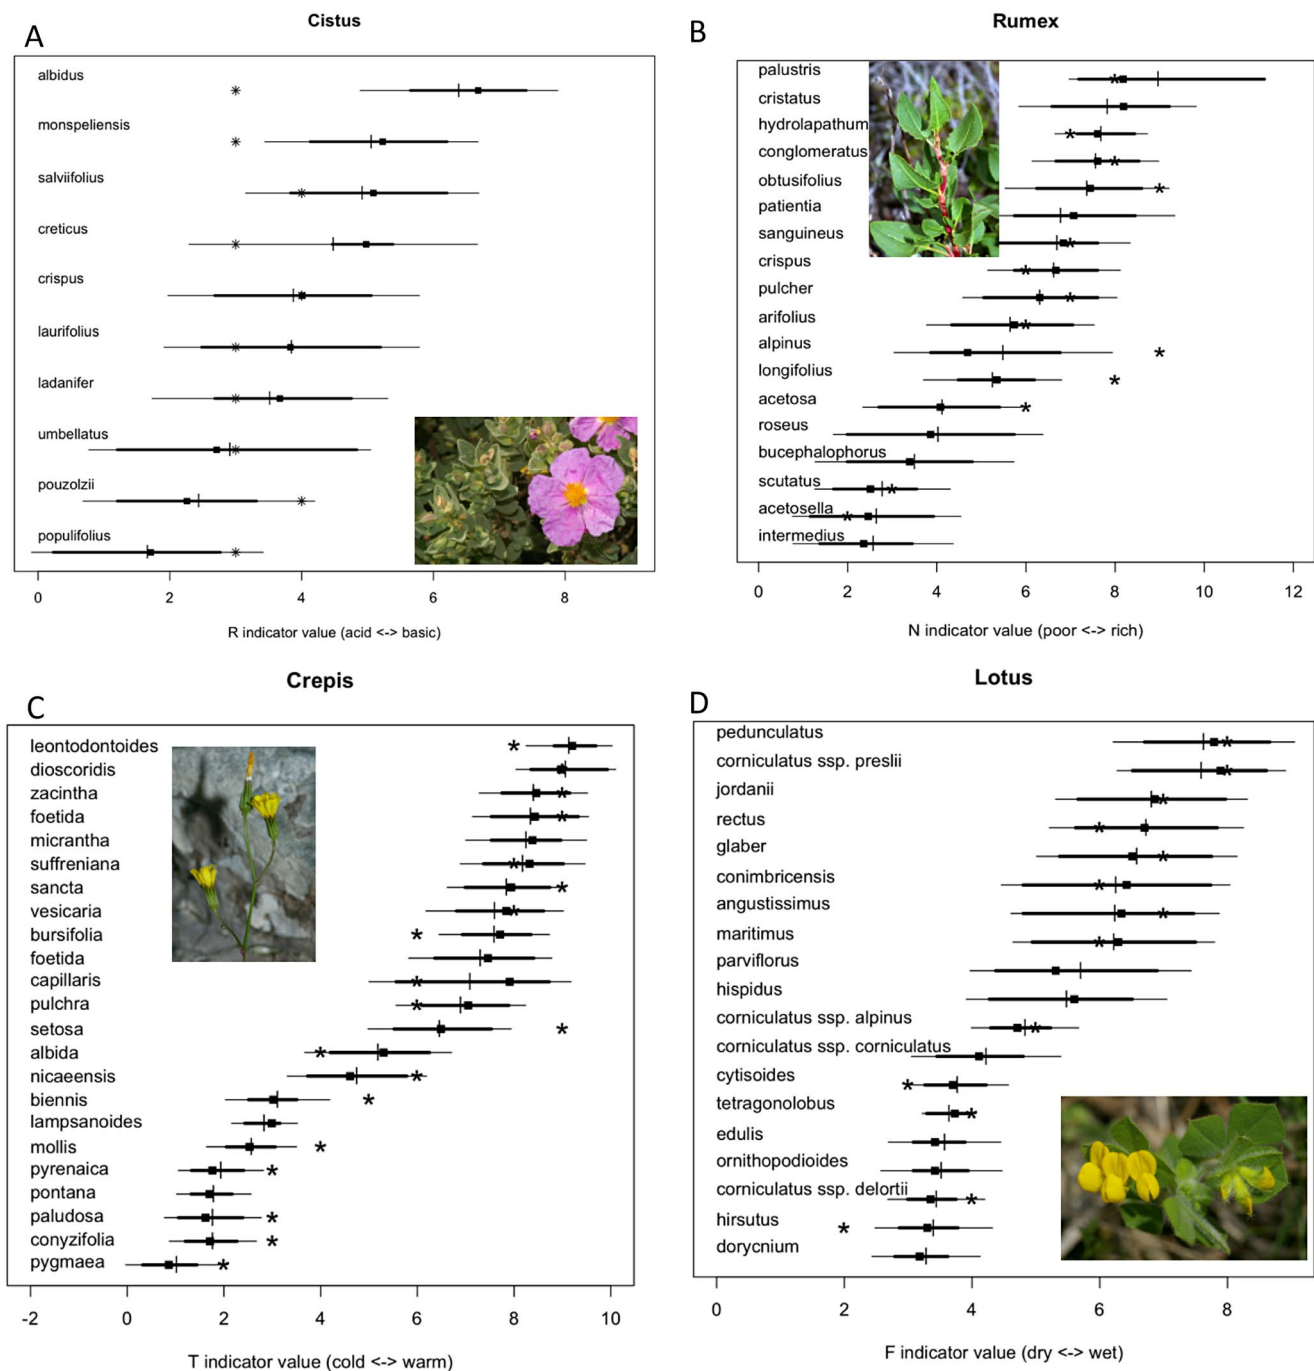 A
Cistus
albidus
monspeliensis
salviifolius
creticus
crispus
laurifolius
ladanifer
umbellatus
pouzolzii
populifolius
0 2 4 6 8
R indicator value (acid <-> basic)
B
Rumex
palustris
cristatus
hydrolapathum
conglomeratus
obtusifolius
patientia
sanguineus
crispus
pulcher
arifolius
alpinus
longifolius
acetosa
roseus
bucephalophorus
scutatus
acetosella
intermedius
0 2 4 6 8 10 12
N indicator value (poor <-> rich)
C
Crepis
leontodontoides
dioscoridis
zacintha
foetida
micrantha
suffreniana
sancta
vesicaria
bursifolia
foetida
capillaris
pulchra
setosa
albida
nicaeensis
biennis
lampsanoides
mollis
pyrenaica
pontana
paludosa
conyzifolia
pygmaea
-2 0 2 4 6 8 10
T indicator value (cold <-> warm)
D
Lotus
pedunculatus
corniculatus ssp. preslii
jordanii
rectus
glaber
conimbricensis
angustissimus
maritimus
parviflorus
hispidus
corniculatus ssp. alpinus
corniculatus ssp. corniculatus
cytisoides
tetragonolobus
edulis
ornithopodioides
corniculatus ssp. delortii
hirsutus
dorycnium
0 2 4 6 8
F indicator value (dry <-> wet)